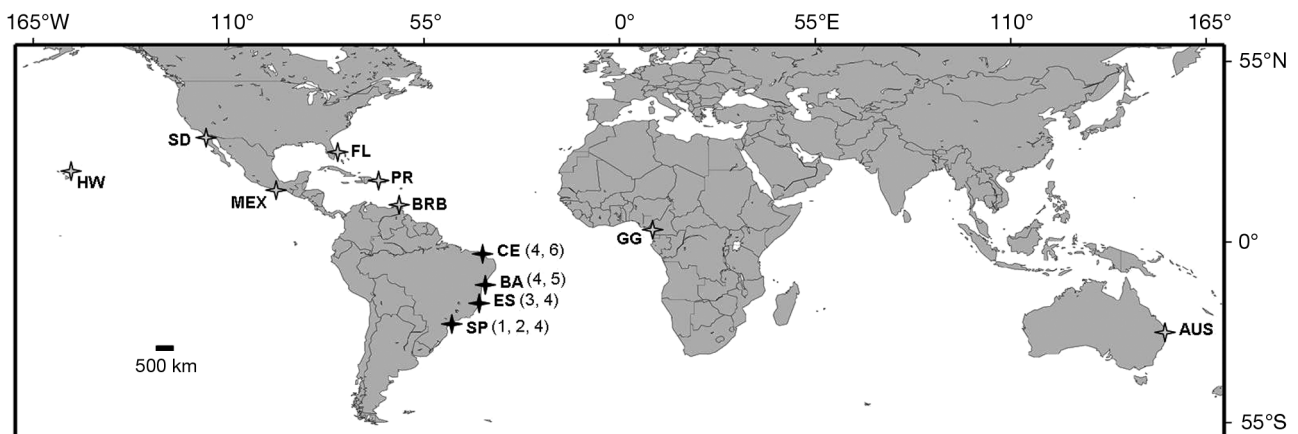 165°W 110° 55° 0° 55°E 110° 165°
55°N
SD
FL
HW
PR
MEX
BRB
GG
0°
CE (4, 6)
BA (4, 5)
ES (3, 4)
SP (1, 2, 4)
AUS
500 km
55°S